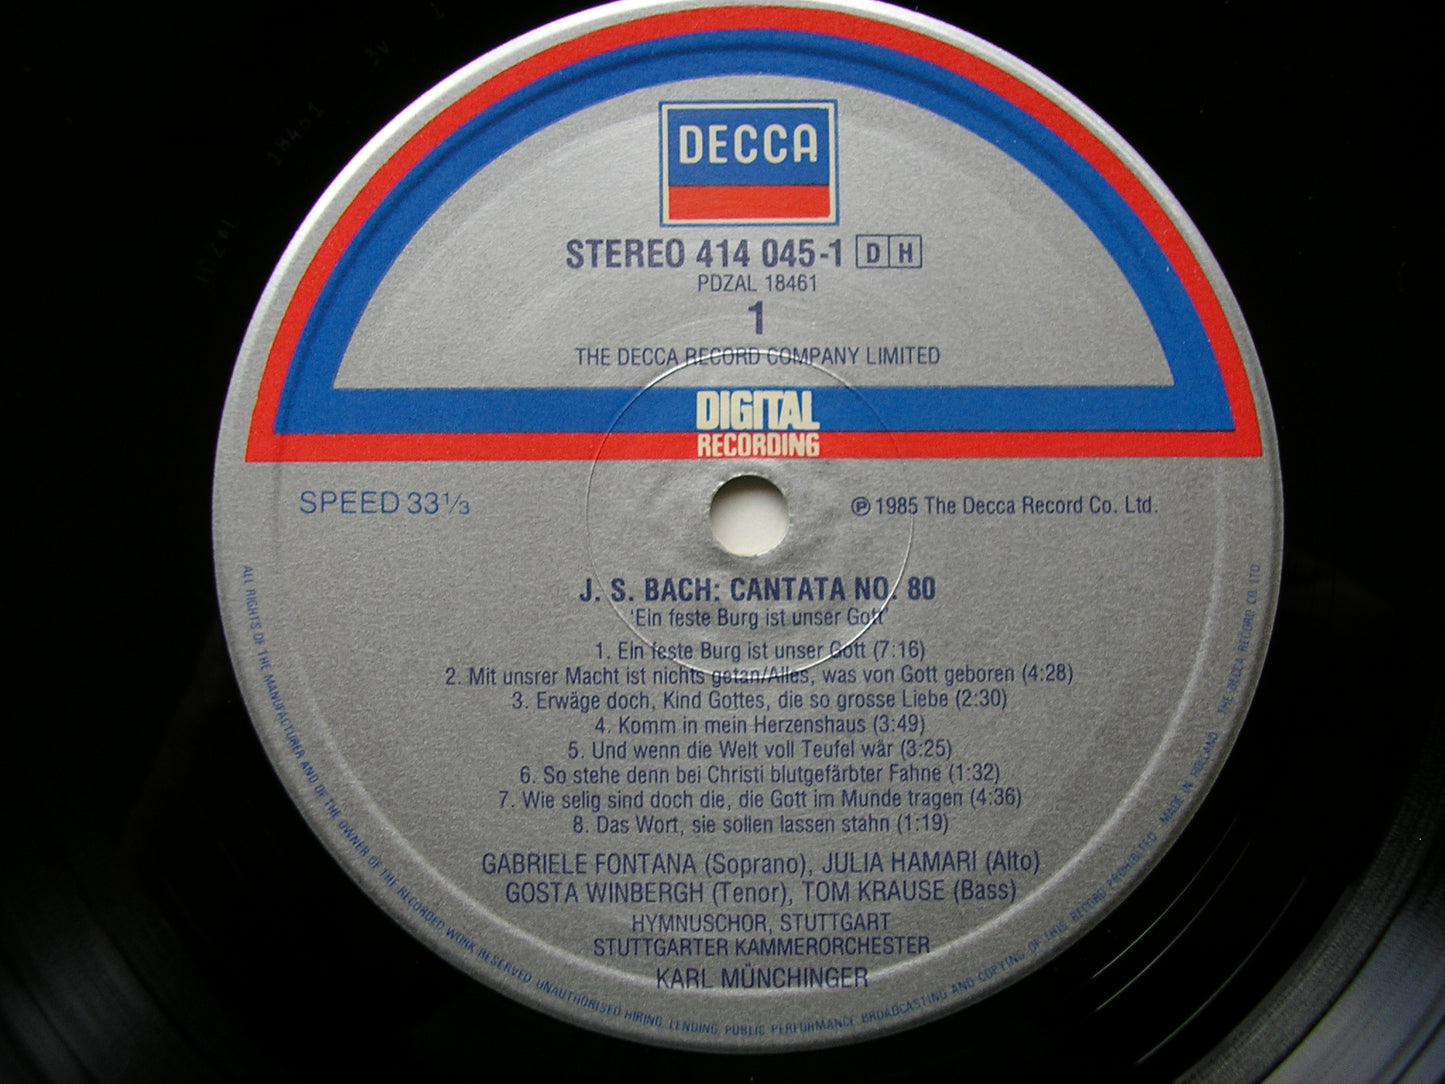 DECCA
STEREO 414 045-1 D H
PDZAL 18461
1
THE DECCA RECORD COMPANY LIMITED
DIGITAL
RECORDING
SPEED 33⅓
℗ 1985 The Decca Record Co. Ltd.
J. S. BACH: CANTATA NO. 80
'Ein feste Burg ist unser Gott'
1. Ein feste Burg ist unser Gott (7:16)
2. Mit unsrer Macht ist nichts getan/Alles, was von Gott geboren (4:28)
3. Erwäge doch, Kind Gottes, die so grosse Liebe (2:30)
4. Komm in mein Herzenshaus (3:49)
5. Und wenn die Welt voll Teufel wär (3:25)
6. So stehe denn bei Christi blutgefärbter Fahne (1:32)
7. Wie selig sind doch die, die Gott im Munde tragen (4:36)
8. Das Wort, sie sollen lassen stahn (1:19)
GABRIELE FONTANA (Soprano), JULIA HAMARI (Alto)
GOSTA WINBERGH (Tenor), TOM KRAUSE (Bass)
HYMNUSCHOR, STUTTGART
STUTTGARTER KAMMERORCHESTER
KARL MÜNCHINGER
ALL RIGHTS OF THE MANUFACTURER AND OF THE OWNER OF THE RECORDED WORK RESERVED UNAUTHORISED HIRING, LENDING, PUBLIC PERFORMANCE, BROADCASTING AND COPYING OF THIS RECORD PROHIBITED MADE IN HOLLAND THE DECCA RECORD CO LTD